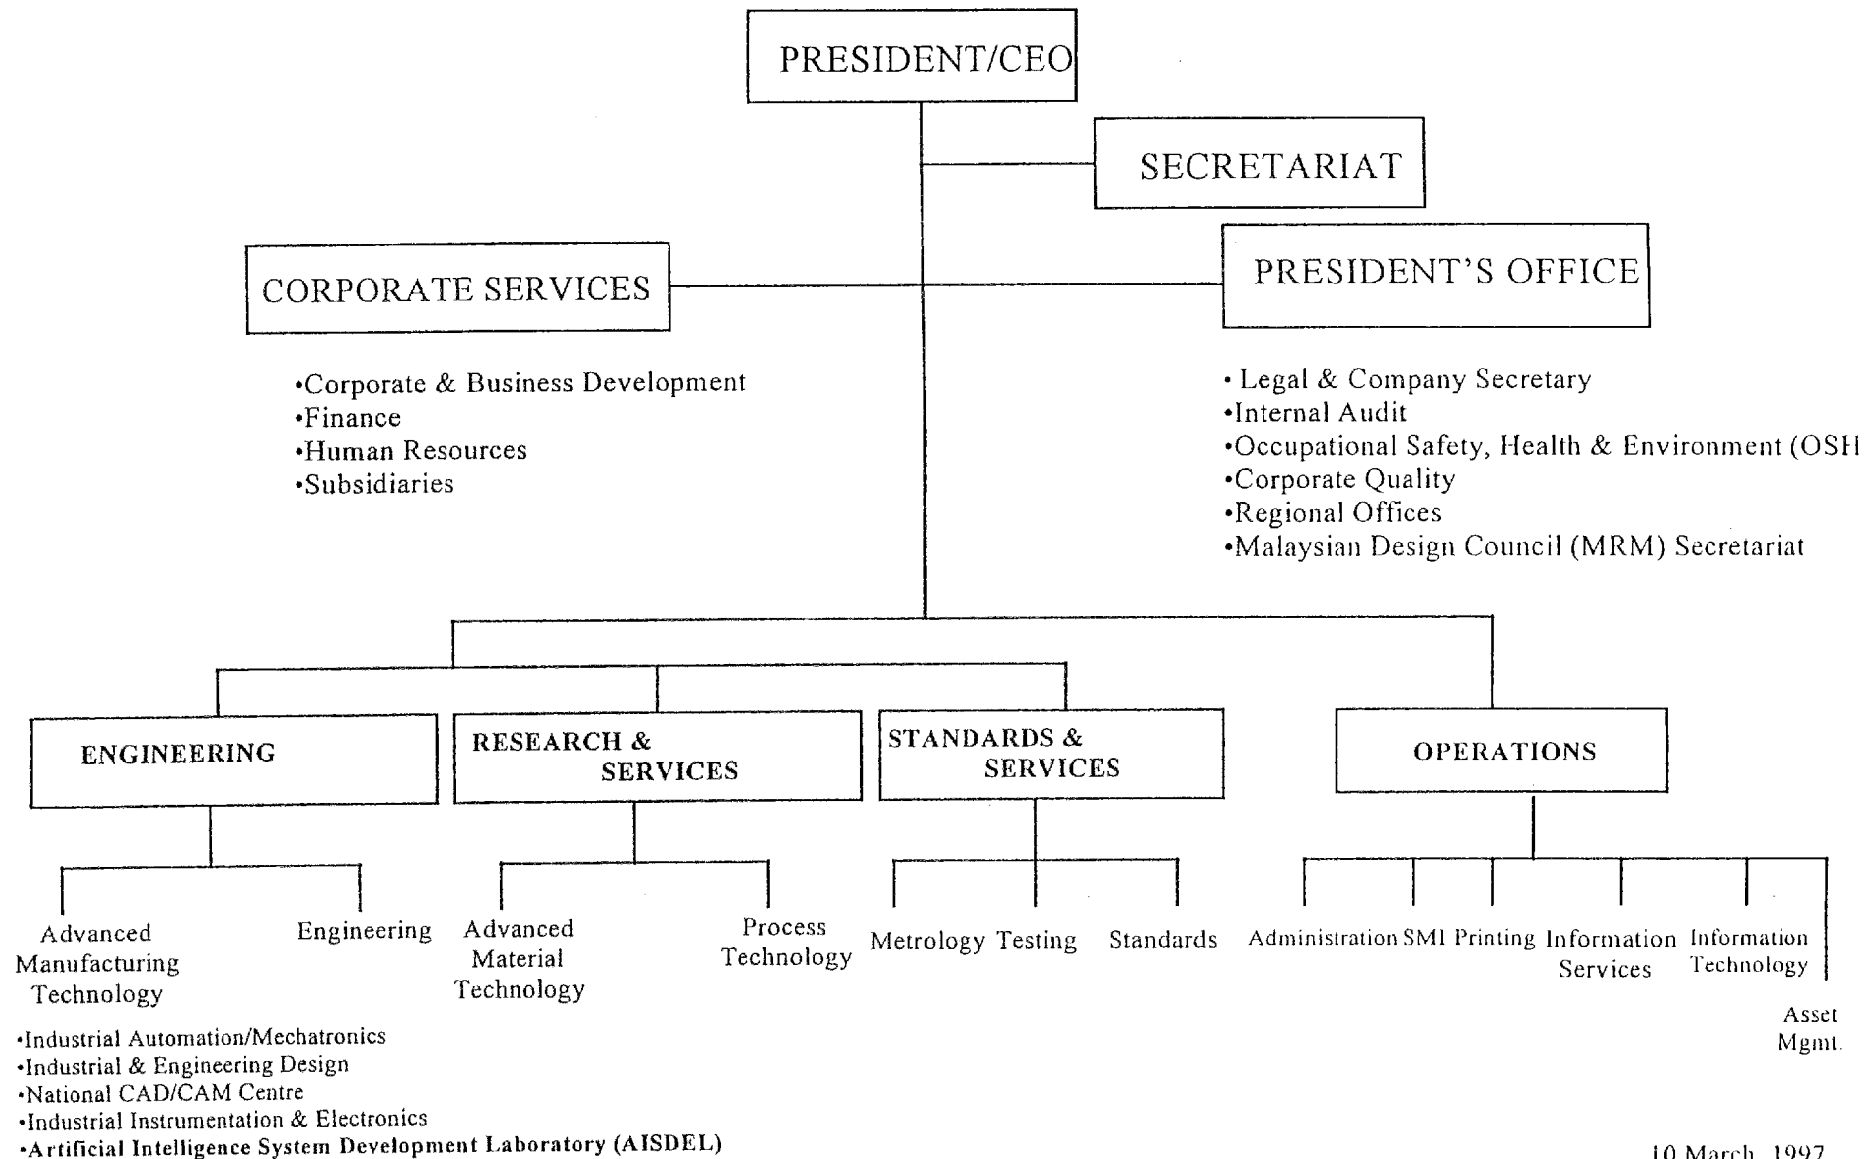 PRESIDENT/CEO
SECRETARIAT
PRESIDENT'S OFFICE
CORPORATE SERVICES
•Corporate & Business Development
•Finance
•Human Resources
•Subsidiaries
• Legal & Company Secretary
•Internal Audit
•Occupational Safety, Health & Environment (OSH
•Corporate Quality
•Regional Offices
•Malaysian Design Council (MRM) Secretariat
ENGINEERING
RESEARCH &
SERVICES
STANDARDS &
SERVICES
OPERATIONS
Advanced
Manufacturing
Technology
Engineering
Advanced
Material
Technology
Process
Technology
Metrology
Testing
Standards
Administration
SMI
Printing
Information
Services
Information
Technology
Asset
Mgmt.
•Industrial Automation/Mechatronics
•Industrial & Engineering Design
•National CAD/CAM Centre
•Industrial Instrumentation & Electronics
•Artificial Intelligence System Development Laboratory (AISDEL)
10 March, 1997